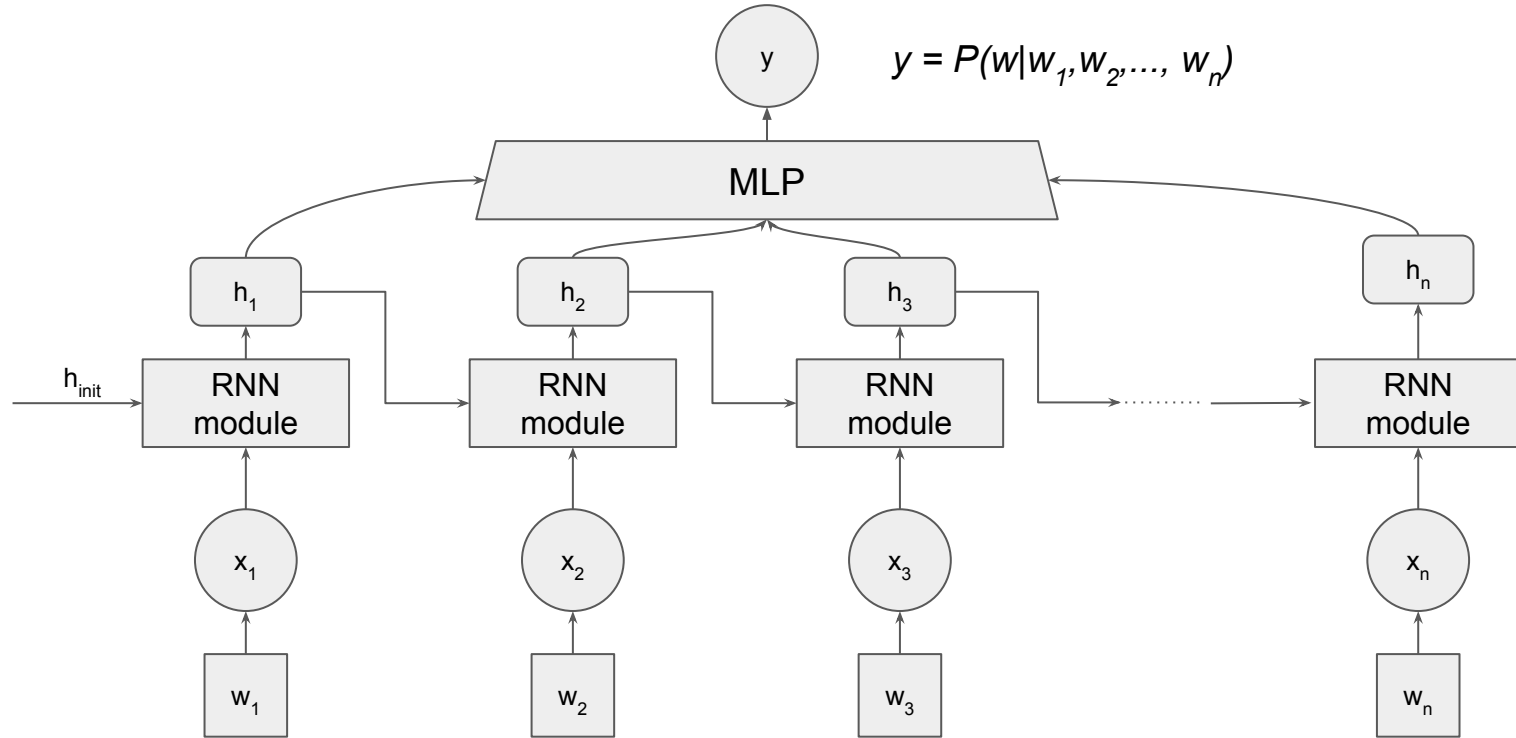 y
y = P(w|w₁,w₂,..., wₙ)
MLP
h₁
h₂
h₃
hₙ
h_init
RNN
module
RNN
module
RNN
module
RNN
module
x₁
x₂
x₃
xₙ
w₁
w₂
w₃
wₙ